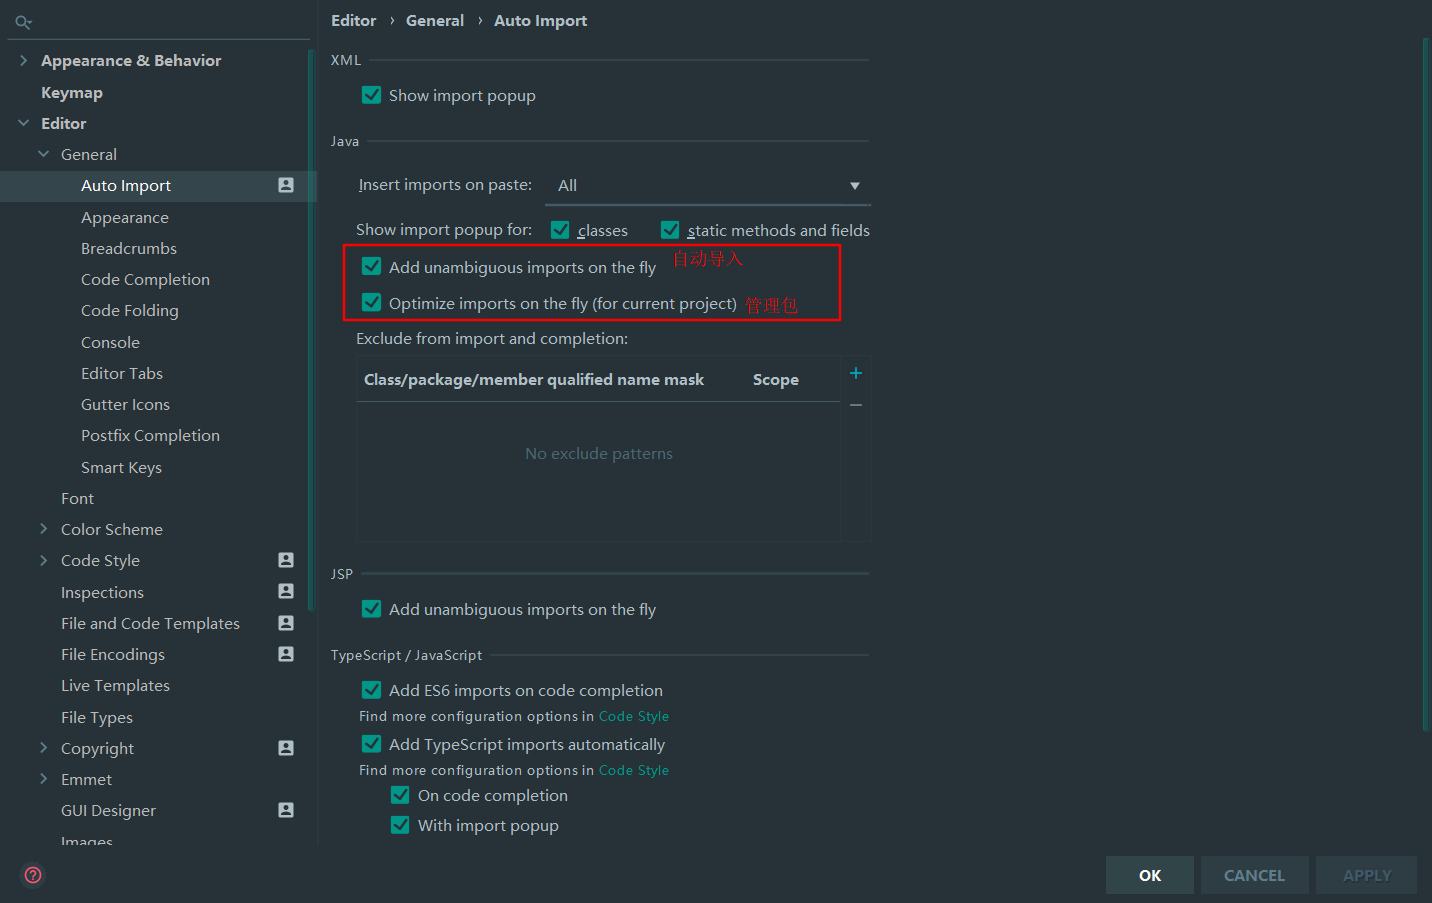 Appearance & Behavior
Keymap
Editor
General
Auto Import
Appearance
Breadcrumbs
Code Completion
Code Folding
Console
Editor Tabs
Gutter Icons
Postfix Completion
Smart Keys
Font
Color Scheme
Code Style
Inspections
File and Code Templates
File Encodings
Live Templates
File Types
Copyright
Emmet
GUI Designer
Images
Editor › General › Auto Import
XML
Show import popup
Java
Insert imports on paste: All
Show import popup for: classes static methods and fields
Add unambiguous imports on the fly 自动导入
Optimize imports on the fly (for current project) 管理包
Exclude from import and completion:
Class/package/member qualified name mask Scope
No exclude patterns
JSP
Add unambiguous imports on the fly
TypeScript / JavaScript
Add ES6 imports on code completion
Find more configuration options in Code Style
Add TypeScript imports automatically
Find more configuration options in Code Style
On code completion
With import popup
OK CANCEL APPLY